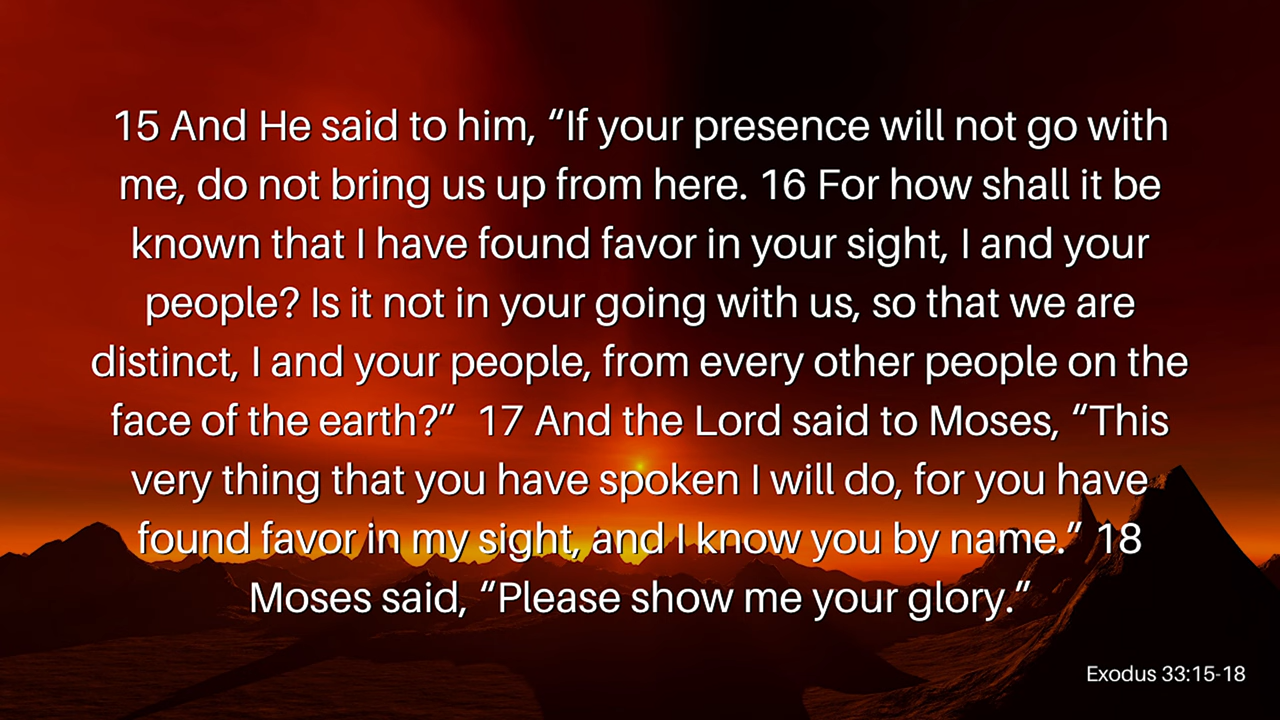 15 And He said to him, “If your presence will not go with
me, do not bring us up from here. 16 For how shall it be
known that I have found favor in your sight, I and your
people? Is it not in your going with us, so that we are
distinct, I and your people, from every other people on the
face of the earth?”  17 And the Lord said to Moses, “This
very thing that you have spoken I will do, for you have
found favor in my sight, and I know you by name.” 18
Moses said, “Please show me your glory.”
Exodus 33:15-18